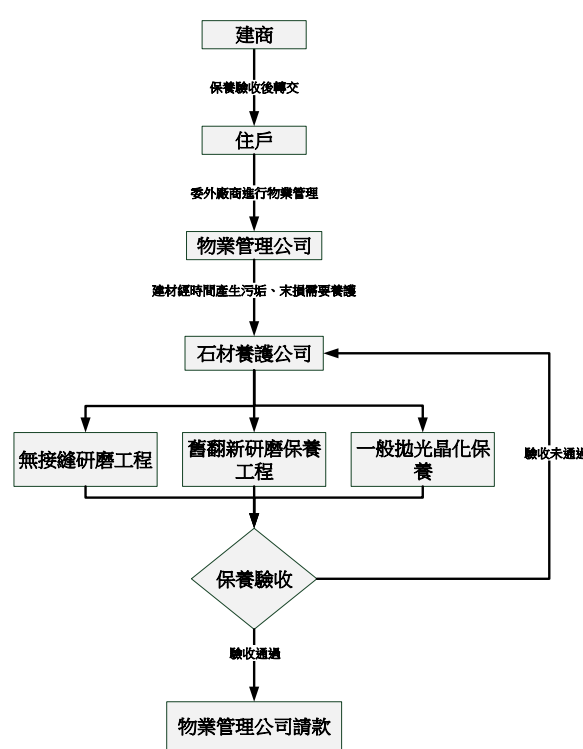 建商
保養驗收後轉交
住戶
委外廠商進行物業管理
物業管理公司
建材經時間產生污垢、末損需要養護
石材養護公司
無接縫研磨工程
舊翻新研磨保養
工程
一般拋光晶化保
養
驗收未通過
保養驗收
驗收通過
物業管理公司請款